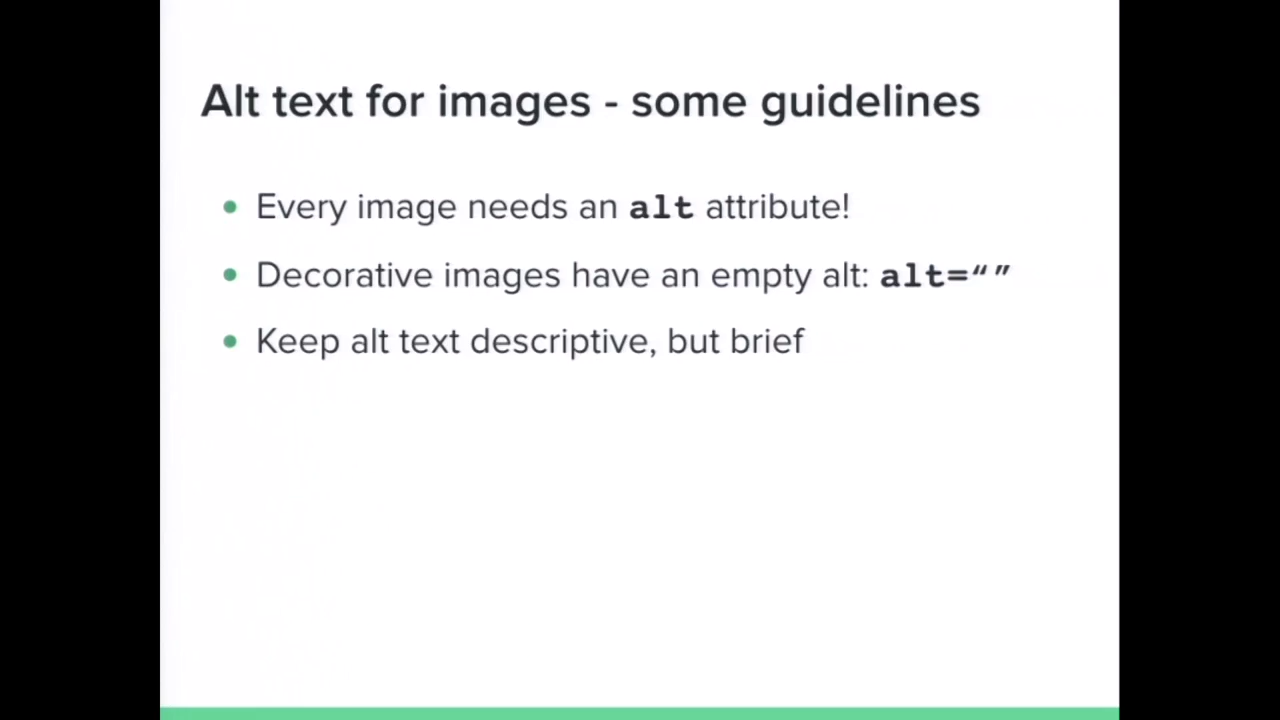 Alt text for images - some guidelines
Every image needs an alt attribute!
Decorative images have an empty alt: alt=“”
Keep alt text descriptive, but brief